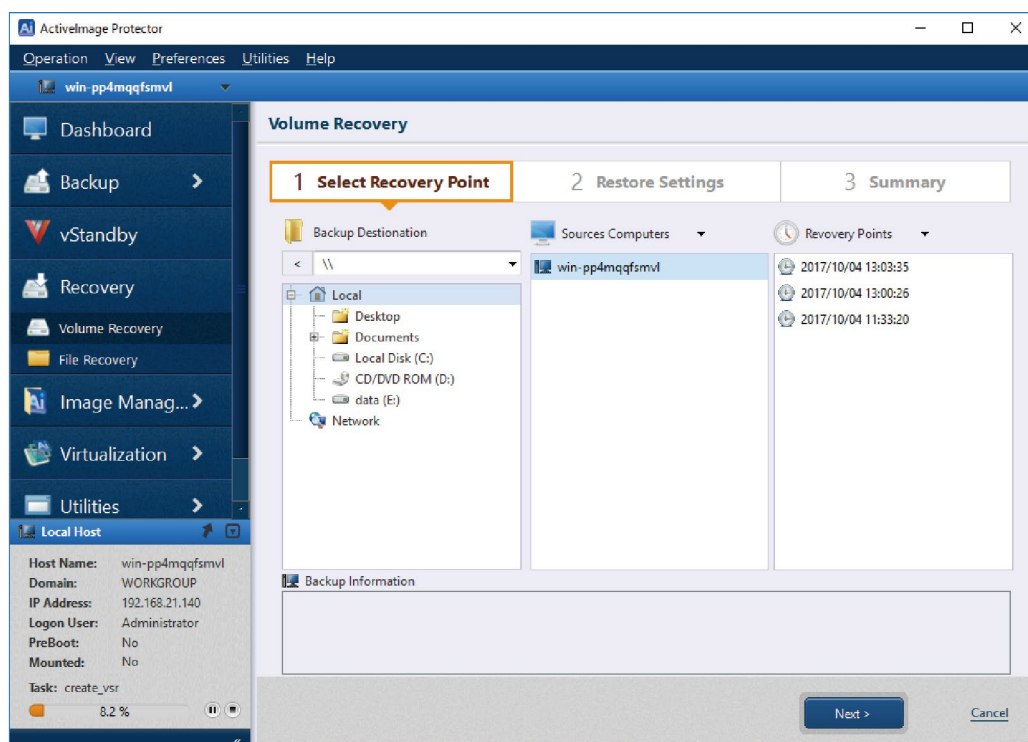 ActiveImage Protector
Operation View Preferences Utilities Help
win-pp4mqqfsmvl
Dashboard
Backup
vStandby
Recovery
Volume Recovery
File Recovery
Image Manag...
Virtualization
Utilities
Local Host
Host Name: win-pp4mqqfsmvl
Domain: WORKGROUP
IP Address: 192.168.21.140
Logon User: Administrator
PreBoot: No
Mounted: No
Task: create_vsr
8.2 %
Volume Recovery
1 Select Recovery Point
2 Restore Settings
3 Summary
Backup Destionation
< \\
Local
Desktop
Documents
Local Disk (C:)
CD/DVD ROM (D:)
data (E:)
Network
Sources Computers
win-pp4mqqfsmvl
Revovery Points
2017/10/04 13:03:35
2017/10/04 13:00:26
2017/10/04 11:33:20
Backup Information
Next >
Cancel